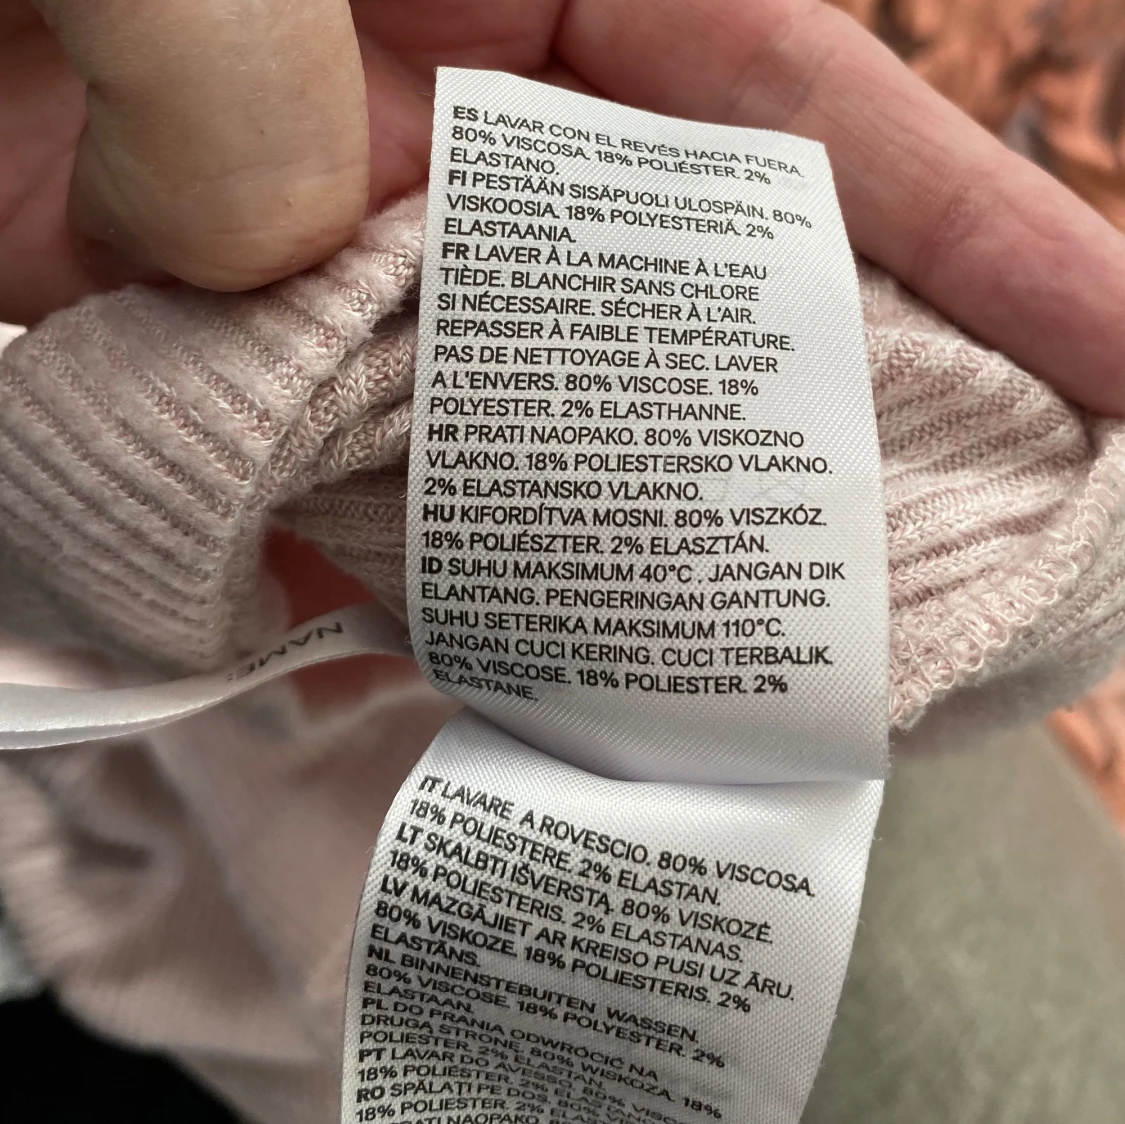 ES LAVAR CON EL REVÉS HACIA FUERA.
80% VISCOSA. 18% POLIÉSTER. 2%
ELASTANO.
FI PESTÄÄN SISÄPUOLI ULOSPÄIN. 80%
VISKOOSIA. 18% POLYESTERIÄ. 2%
ELASTAANIA.
FR LAVER À LA MACHINE À L'EAU
TIÈDE. BLANCHIR SANS CHLORE
SI NÉCESSAIRE. SÉCHER À L'AIR.
REPASSER À FAIBLE TEMPÉRATURE.
PAS DE NETTOYAGE À SEC. LAVER
A L'ENVERS. 80% VISCOSE. 18%
POLYESTER. 2% ELASTHANNE.
HR PRATI NAOPAKO. 80% VISKOZNO
VLAKNO. 18% POLIESTERSKO VLAKNO.
2% ELASTANSKO VLAKNO.
HU KIFORDÍTVA MOSNI. 80% VISZKÓZ.
18% POLIÉSZTER. 2% ELASZTÁN.
ID SUHU MAKSIMUM 40°C . JANGAN DIK
ELANTANG. PENGERINGAN GANTUNG.
SUHU SETERIKA MAKSIMUM 110°C.
JANGAN CUCI KERING. CUCI TERBALIK.
80% VISCOSE. 18% POLIESTER. 2%
ELASTANE.
NAME:
IT LAVARE A ROVESCIO. 80% VISCOSA.
18% POLIESTERE. 2% ELASTAN.
LT SKALBTI IŠVERSTĄ. 80% VISKOZĖ.
18% POLIESTERIS. 2% ELASTANAS.
LV MAZGĀJIET AR KREISO PUSI UZ ĀRU.
80% VISKOZE. 18% POLIESTERIS. 2%
ELASTĀNS.
NL BINNENSTEBUITEN WASSEN.
80% VISCOSE. 18% POLYESTER. 2%
ELASTAAN.
PL DO PRANIA ODWRÓCIĆ NA
DRUGĄ STRONĘ. 80% WISKOZA. 18%
POLIESTER. 2% ELASTAN.
PT LAVAR DO AVESSO. 80%
18% POLIÉSTER. 2%
RO SPĂLAȚI PE DOS. 80%
18% POLIESTER. 2%
NAOPAKO.